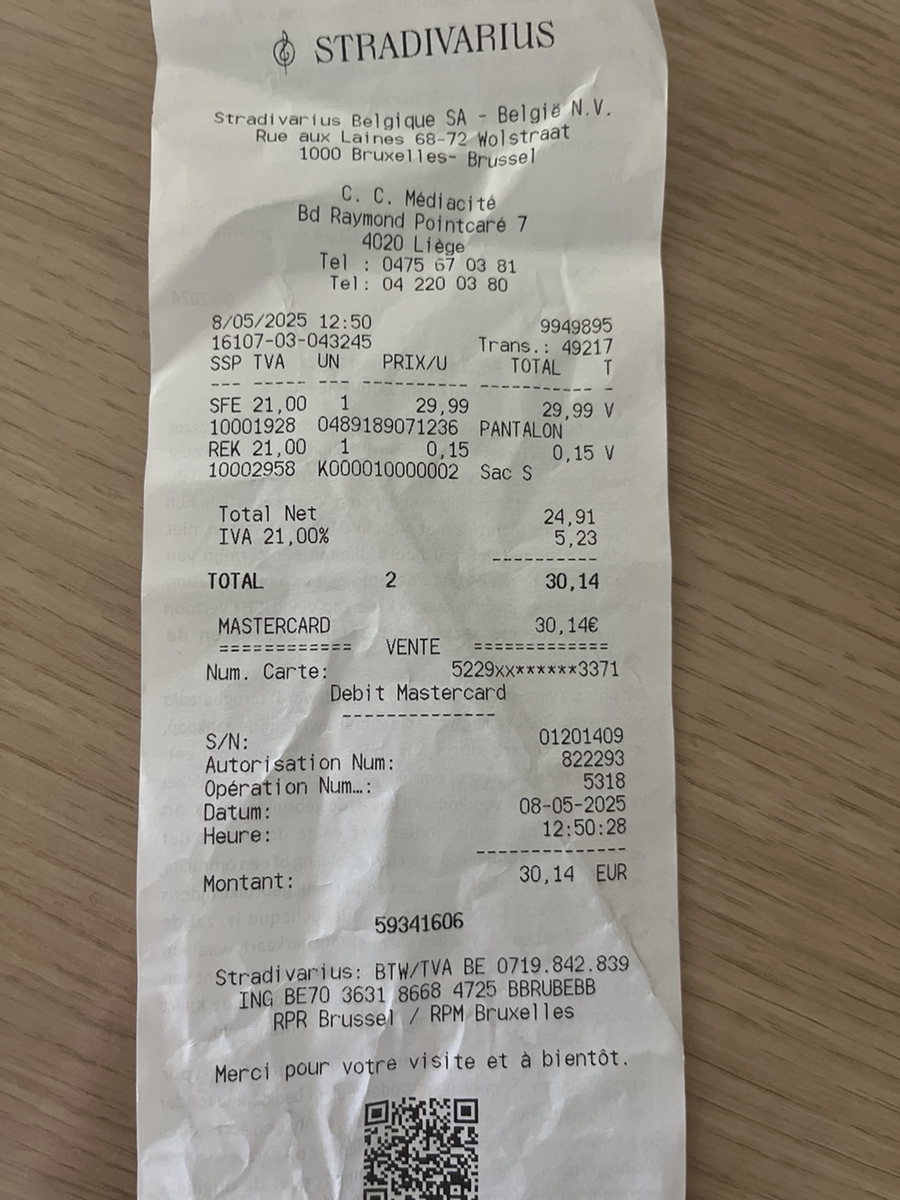 STRADIVARIUS
Stradivarius Belgique SA - België N.V.
Rue aux Laines 68-72 Wolstraat
1000 Bruxelles- Brussel
C. C. Médiacité
Bd Raymond Pointcaré 7
4020 Liège
Tel : 0475 67 03 81
Tel: 04 220 03 80
8/05/2025 12:50 9949895
16107-03-043245 Trans.: 49217
SSP TVA UN PRIX/U TOTAL T
--- ----- --- ---------- ---------- -
SFE 21,00 1 29,99 29,99 V
10001928 0489189071236 PANTALON
REK 21,00 1 0,15 0,15 V
10002958 K000010000002 Sac S
Total Net 24,91
IVA 21,00% 5,23
----------
TOTAL 2 30,14
MASTERCARD 30,14€
============ VENTE ============
Num. Carte: 5229xx******3371
Debit Mastercard
--------------
S/N: 01201409
Autorisation Num: 822293
Opération Num…: 5318
Datum: 08-05-2025
Heure: 12:50:28
--------------
Montant: 30,14 EUR
59341606
Stradivarius: BTW/TVA BE 0719.842.839
ING BE70 3631 8668 4725 BBRUBEBB
RPR Brussel / RPM Bruxelles
Merci pour votre visite et à bientôt.